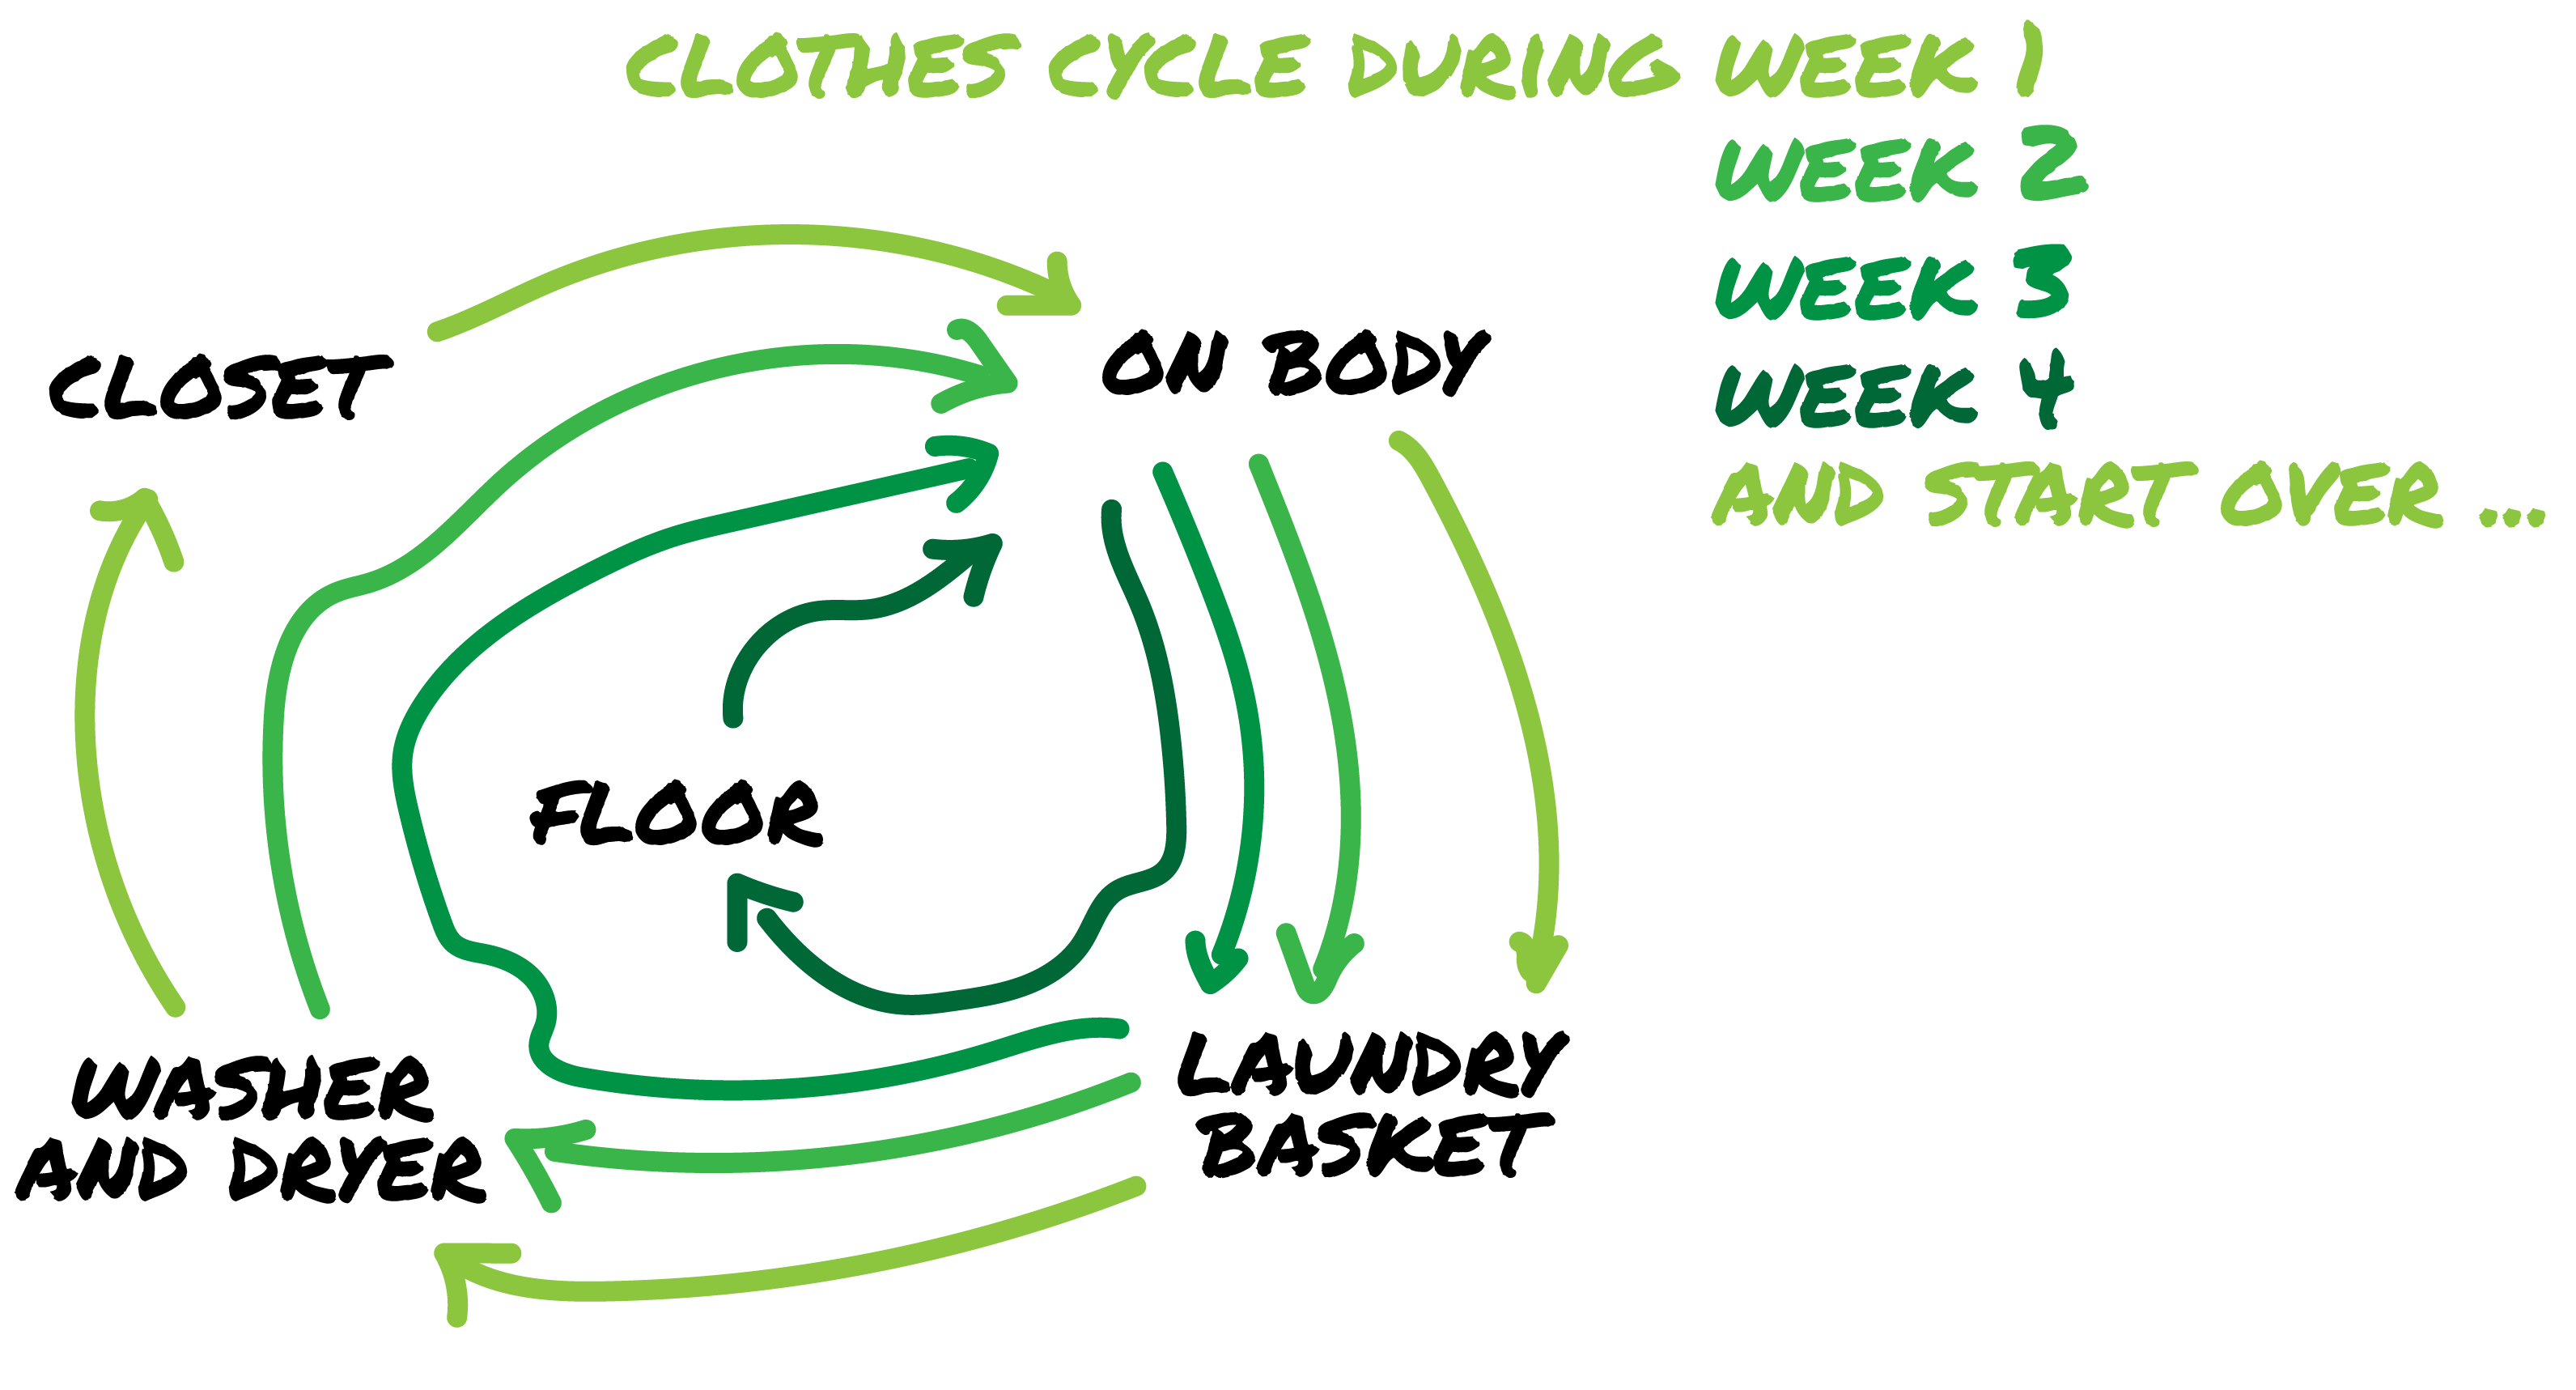 CLOTHES CYCLE DURING WEEK 1
WEEK 2
WEEK 3
WEEK 4
AND START OVER ...
CLOSET
ON BODY
FLOOR
WASHER
AND DRYER
LAUNDRY
BASKET